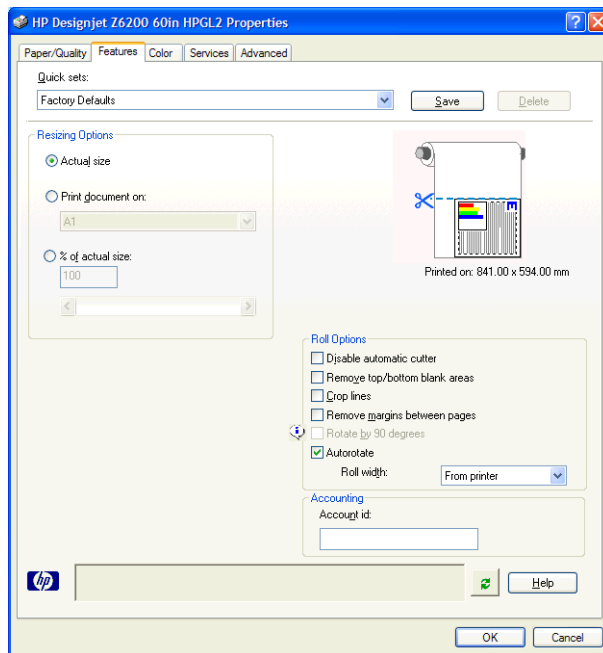 HP Designjet Z6200 60in HPGL2 Properties
Paper/Quality Features Color Services Advanced
Quick sets:
Factory Defaults Save Delete
Resizing Options
Actual size
Print document on:
A1
% of actual size:
100
Printed on: 841.00 x 594.00 mm
Roll Options
Disable automatic cutter
Remove top/bottom blank areas
Crop lines
Remove margins between pages
Rotate by 90 degrees
Autorotate
Roll width: From printer
Accounting
Account id:
hp
Help
OK Cancel